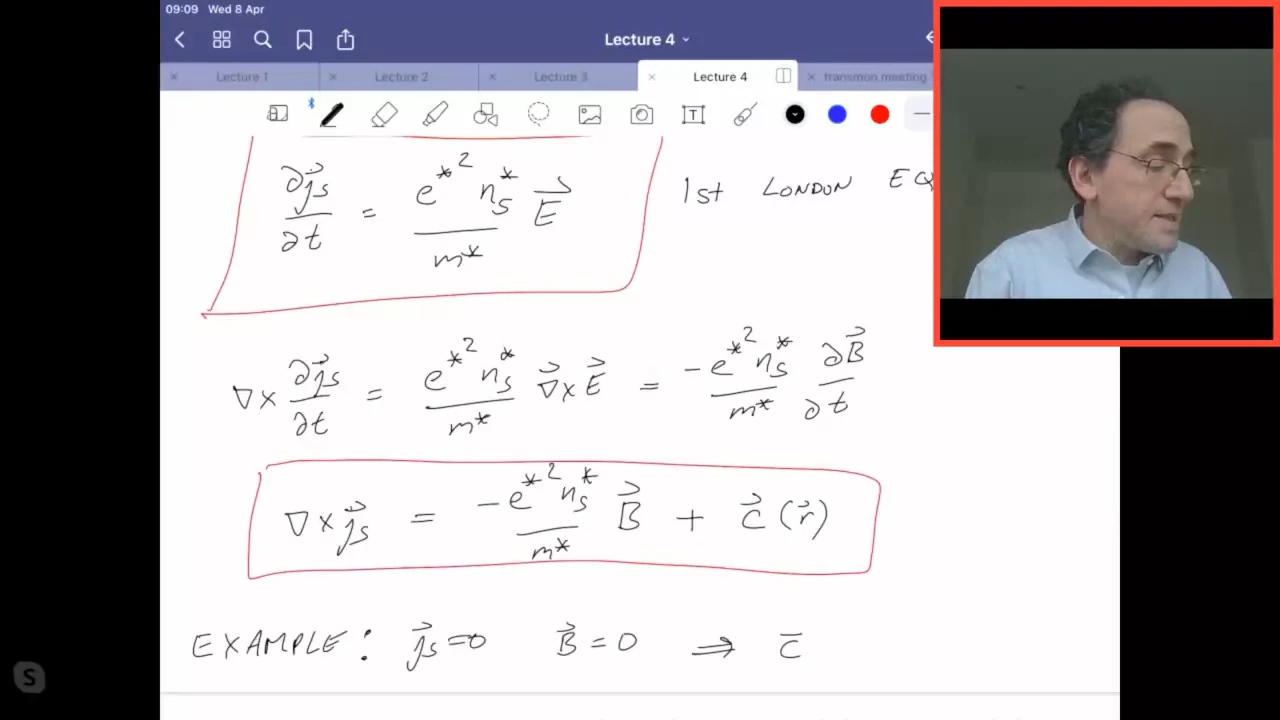 09:09 Wed 8 Apr
Lecture 4
Lecture 1 Lecture 2 Lecture 3 Lecture 4 transmon meeting
T
∂j⃗s/∂t = e*² ns*/m* E⃗
1st LONDON EQ
∇× ∂j⃗s/∂t = e*² ns*/m* ∇⃗×E⃗ = -e*² ns*/m* ∂B⃗/∂t
∇×j⃗s = -e*² ns*/m* B⃗ + c⃗(r⃗)
EXAMPLE: j⃗s=0 B⃗=0 ⇒ c̄
S